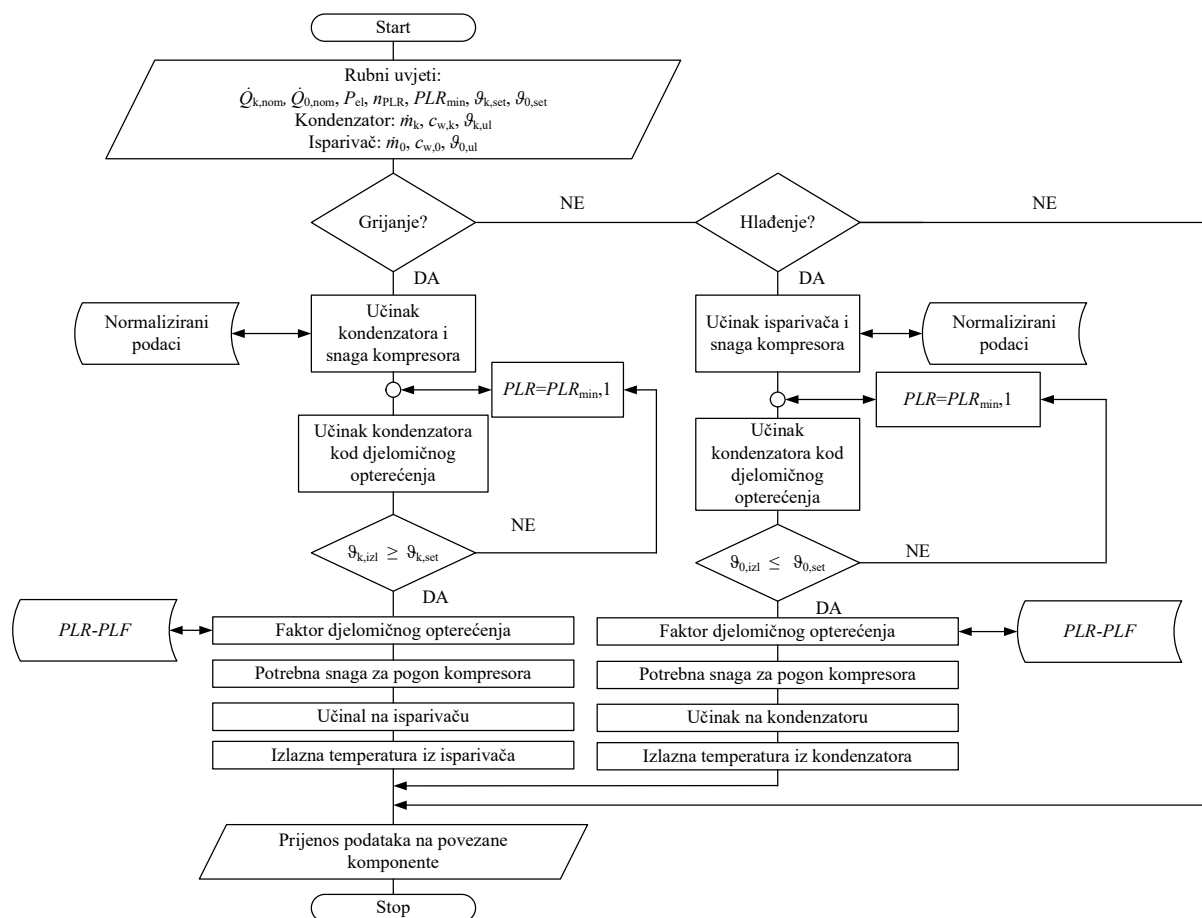 Start
Rubni uvjeti:
Q̇k,nom, Q̇0,nom, Pel, nPLR, PLRmin, ϑk,set, ϑ0,set
Kondenzator: ṁk, cw,k, ϑk,ul
Isparivač: ṁ0, cw,0, ϑ0,ul
Grijanje?
NE
Hlađenje?
NE
DA
DA
Normalizirani
podaci
Učinak
kondenzatora i
snaga kompresora
Učinak isparivača i
snaga kompresora
Normalizirani
podaci
PLR=PLRmin,1
PLR=PLRmin,1
Učinak kondenzatora
kod djelomičnog
opterećenja
Učinak
kondenzatora kod
djelomičnog
opterećenja
ϑk,izl ≥ ϑk,set
NE
ϑ0,izl ≤ ϑ0,set
NE
DA
DA
PLR-PLF
Faktor djelomičnog opterećenja
Faktor djelomičnog opterećenja
PLR-PLF
Potrebna snaga za pogon kompresora
Potrebna snaga za pogon kompresora
Učinal na isparivaču
Učinak na kondenzatoru
Izlazna temperatura iz isparivača
Izlazna temperatura iz kondenzatora
Prijenos podataka na povezane
komponente
Stop